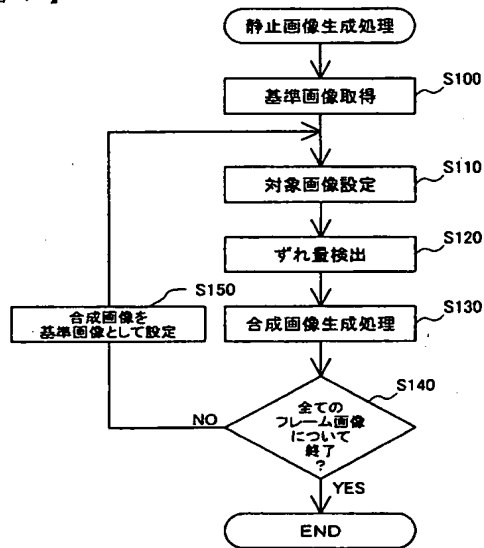 静止画像生成処理
S100
基準画像取得
S110
対象画像設定
S120
ずれ量検出
S150
合成画像を
基準画像として設定
S130
合成画像生成処理
S140
全ての
フレーム画像
について
終了
?
NO
YES
END